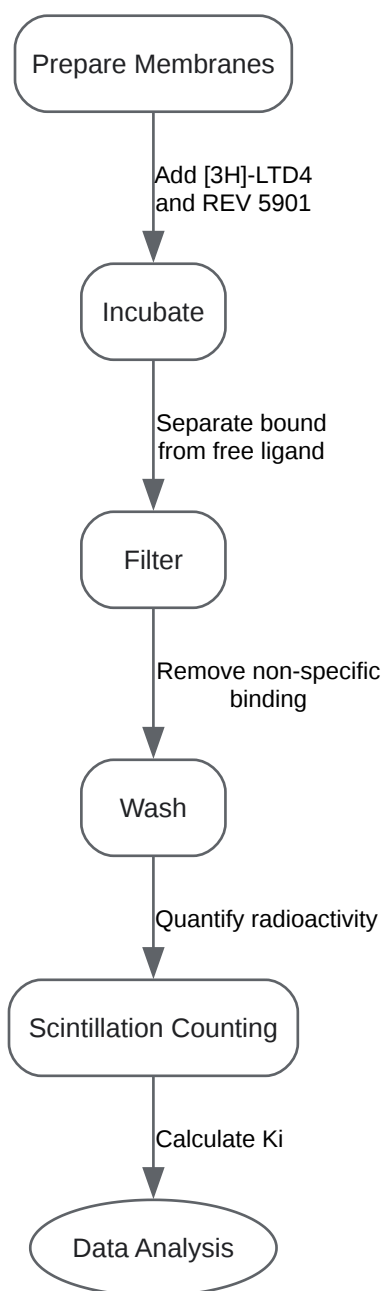 Prepare Membranes
Add [3H]-LTD4
and REV 5901
Incubate
Separate bound
from free ligand
Filter
Remove non-specific
binding
Wash
Quantify radioactivity
Scintillation Counting
Calculate Ki
Data Analysis